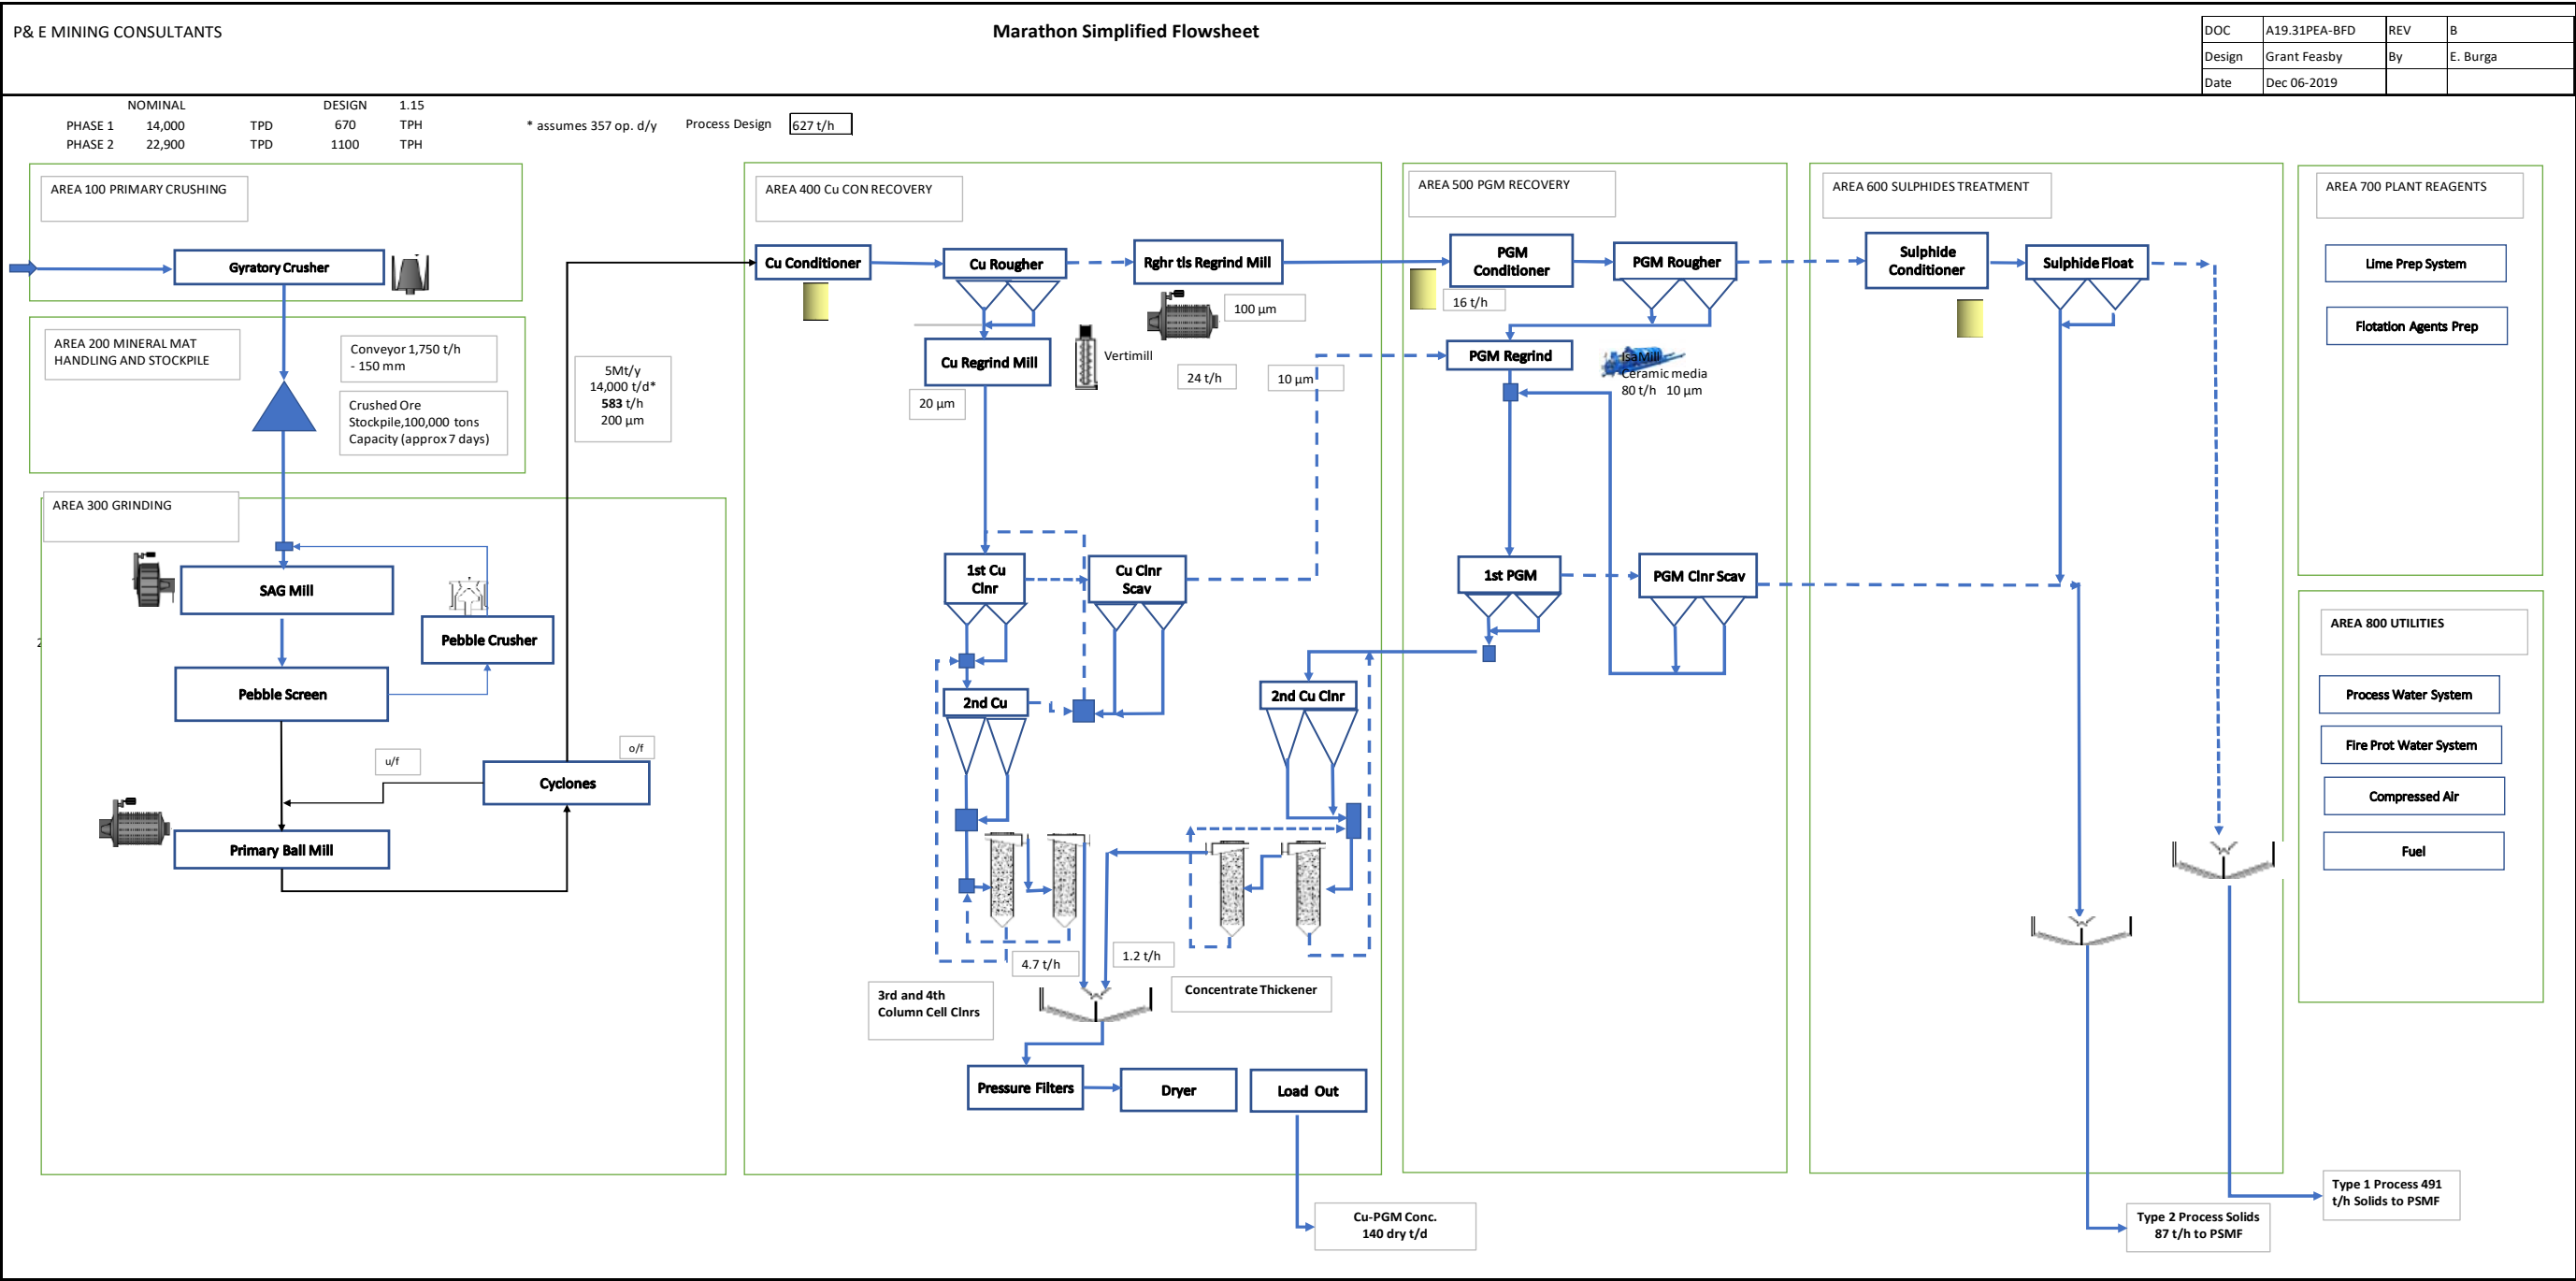 P& E MINING CONSULTANTS
Marathon Simplified Flowsheet
DOC A19.31PEA-BFD REV B
Design Grant Feasby By E. Burga
Date Dec 06-2019
NOMINAL DESIGN 1.15
PHASE 1 14,000 TPD 670 TPH
* assumes 357 op. d/y Process Design 627 t/h
PHASE 2 22,900 TPD 1100 TPH
AREA 100 PRIMARY CRUSHING
Gyratory Crusher
AREA 200 MINERAL MAT
HANDLING AND STOCKPILE
Conveyor 1,750 t/h
- 150 mm
Crushed Ore
Stockpile,100,000 tons
Capacity (approx 7 days)
AREA 300 GRINDING
SAG Mill
Pebble Crusher
2
Pebble Screen
u/f
o/f
Cyclones
Primary Ball Mill
5Mt/y
14,000 t/d*
583 t/h
200 µm
AREA 400 Cu CON RECOVERY
Cu Conditioner
Cu Rougher
Rghr tls Regrind Mill
100 µm
Cu Regrind Mill
Vertimill
24 t/h
10 µm
20 µm
1st Cu
Clnr
Cu Clnr
Scav
2nd Cu
2nd Cu Clnr
4.7 t/h
1.2 t/h
3rd and 4th
Column Cell Clnrs
Concentrate Thickener
Pressure Filters
Dryer
Load Out
Cu-PGM Conc.
140 dry t/d
AREA 500 PGM RECOVERY
PGM
Conditioner
PGM Rougher
16 t/h
PGM Regrind
IsaMill
Ceramic media
80 t/h 10 µm
1st PGM
PGM Clnr Scav
AREA 600 SULPHIDES TREATMENT
Sulphide
Conditioner
Sulphide Float
Type 2 Process Solids
87 t/h to PSMF
Type 1 Process 491
t/h Solids to PSMF
AREA 700 PLANT REAGENTS
Lime Prep System
Flotation Agents Prep
AREA 800 UTILITIES
Process Water System
Fire Prot Water System
Compressed Air
Fuel